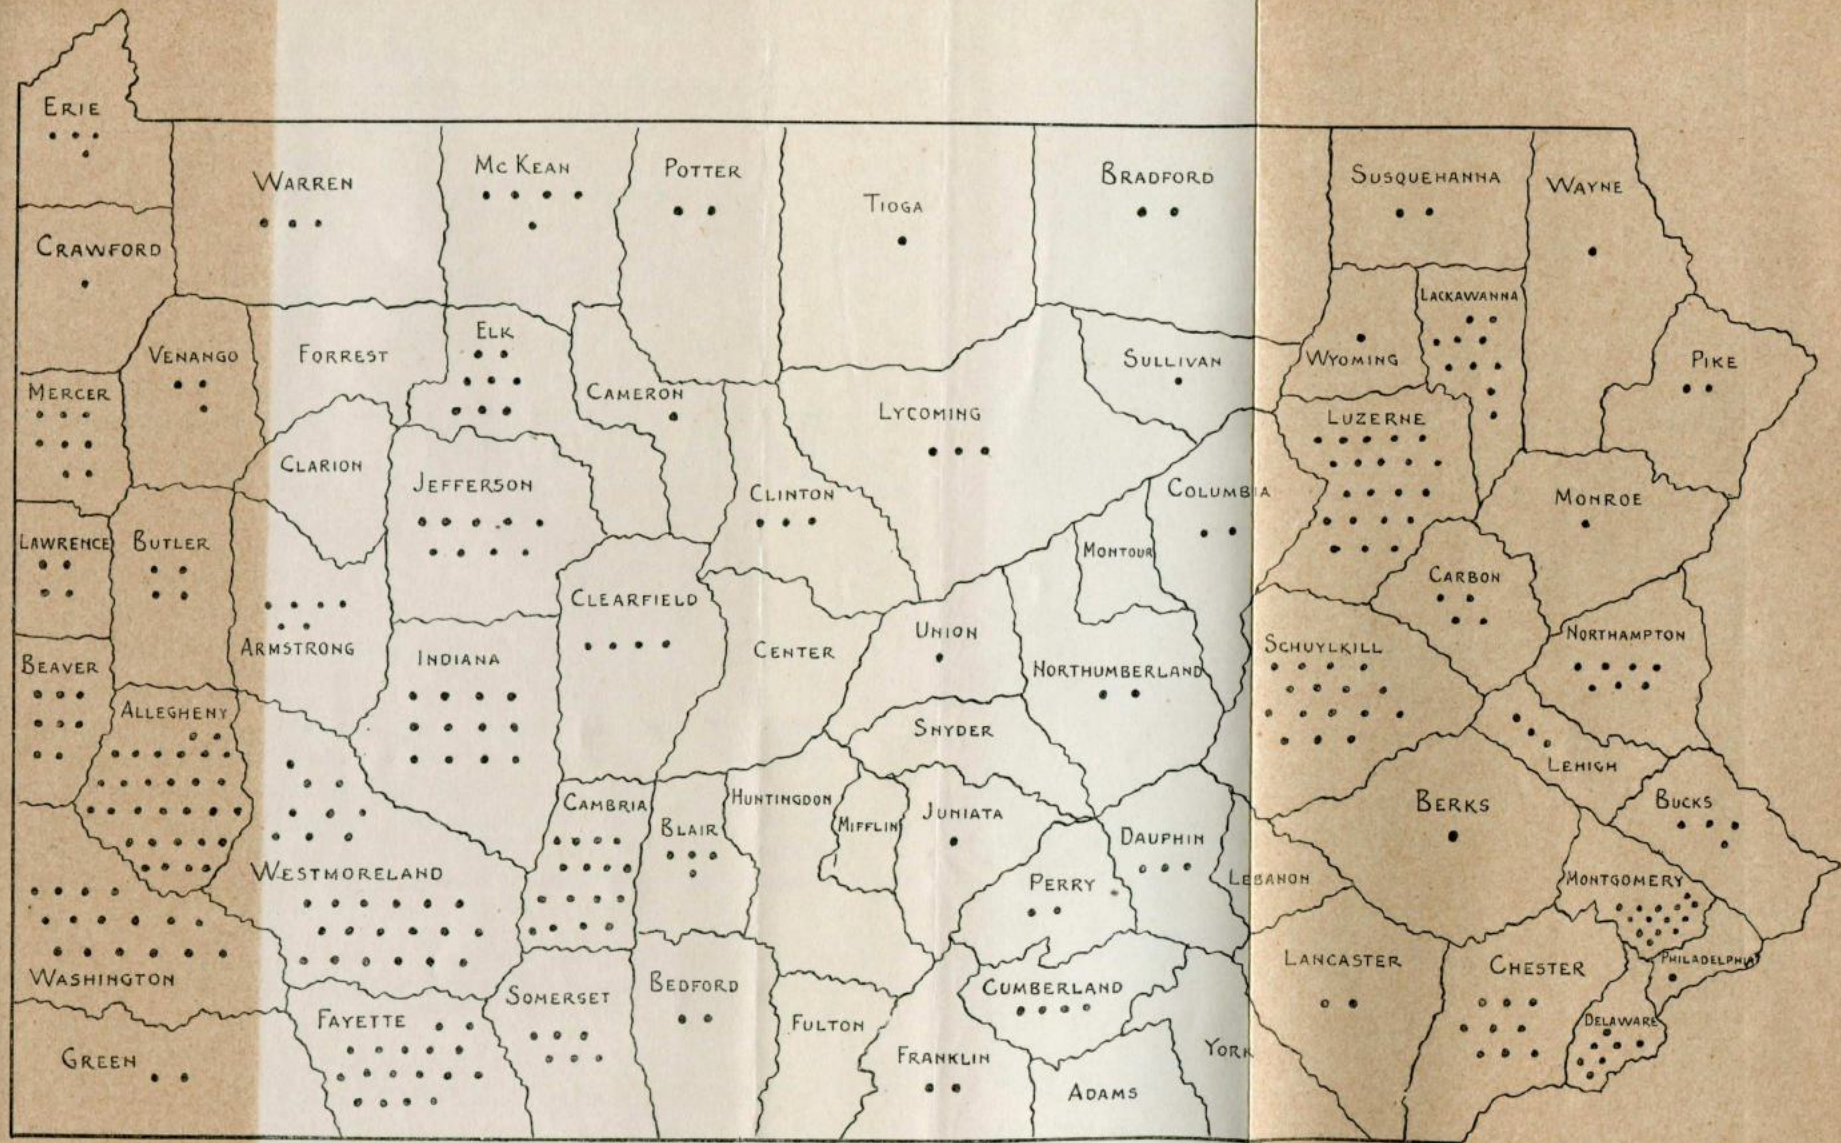 ERIE
WARREN
MC KEAN
POTTER
TIOGA
BRADFORD
SUSQUEHANNA
WAYNE
CRAWFORD
VENANGO
FORREST
ELK
CAMERON
LYCOMING
SULLIVAN
WYOMING
LACKAWANNA
PIKE
MERCER
CLARION
JEFFERSON
CLINTON
COLUMBIA
LUZERNE
MONROE
LAWRENCE
BUTLER
ARMSTRONG
CLEARFIELD
CENTER
UNION
MONTOUR
CARBON
NORTHAMPTON
BEAVER
ALLEGHENY
INDIANA
SNYDER
NORTHUMBERLAND
SCHUYLKILL
LEHIGH
WESTMORELAND
CAMBRIA
BLAIR
HUNTINGDON
MIFFLIN
JUNIATA
PERRY
DAUPHIN
LEBANON
BERKS
BUCKS
MONTGOMERY
WASHINGTON
GREEN
FAYETTE
SOMERSET
BEDFORD
FULTON
FRANKLIN
CUMBERLAND
ADAMS
YORK
LANCASTER
CHESTER
DELAWARE
PHILADELPHIA